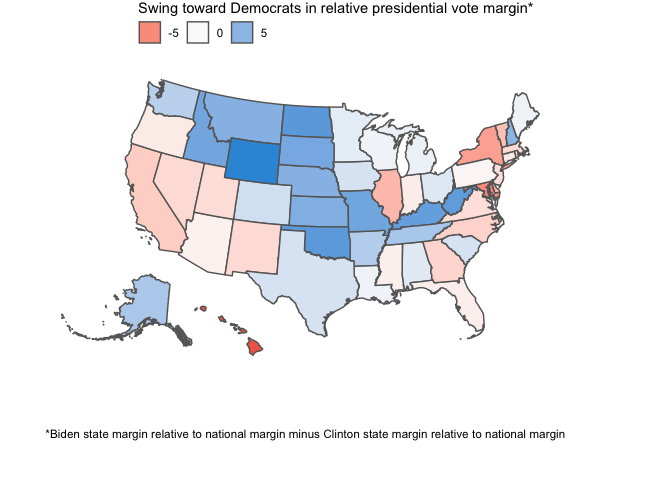 Swing toward Democrats in relative presidential vote margin*
-5 0 5
*Biden state margin relative to national margin minus Clinton state margin relative to national margin